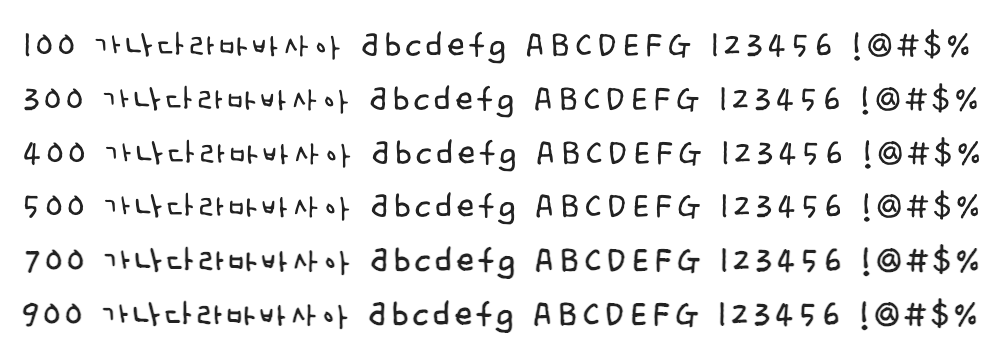 100 가나다라마바사아 abcdefg ABCDEFG 123456 !@#$%
300 가나다라마바사아 abcdefg ABCDEFG 123456 !@#$%
400 가나다라마바사아 abcdefg ABCDEFG 123456 !@#$%
500 가나다라마바사아 abcdefg ABCDEFG 123456 !@#$%
700 가나다라마바사아 abcdefg ABCDEFG 123456 !@#$%
900 가나다라마바사아 abcdefg ABCDEFG 123456 !@#$%